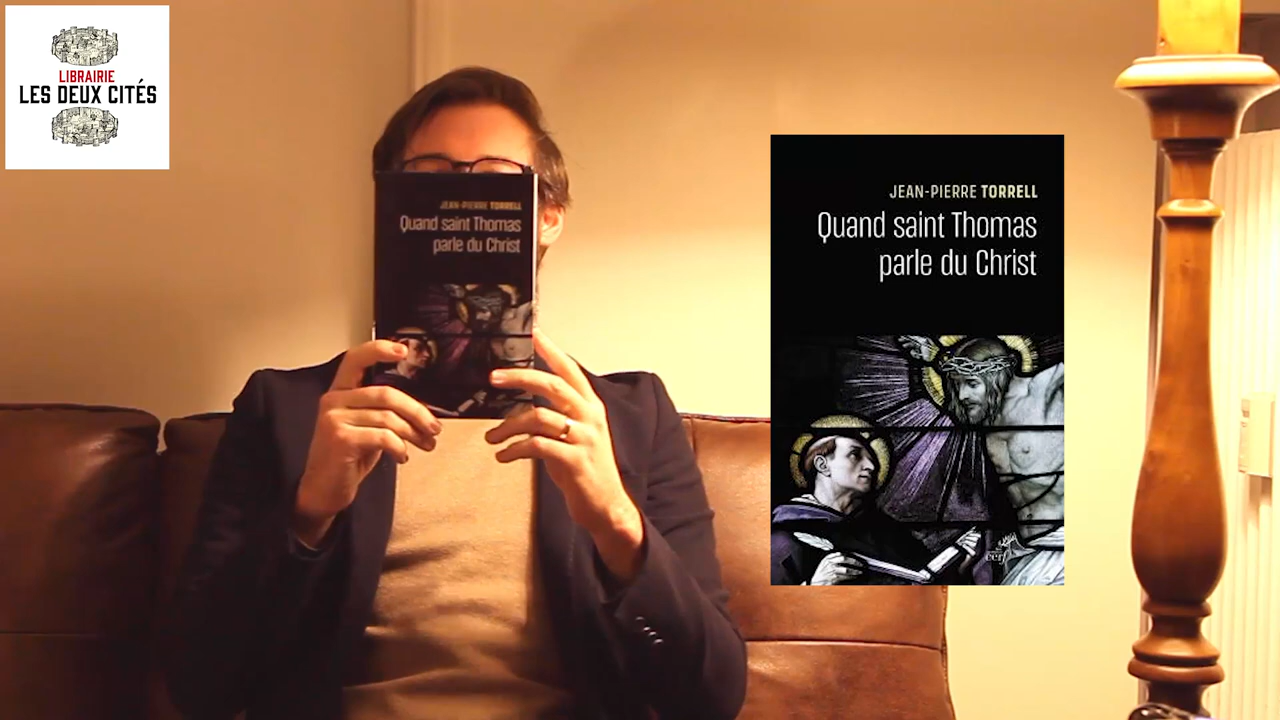 LIBRAIRIE
LES DEUX CITÉS
JEAN-PIERRE TORRELL
Quand saint Thomas
parle du Christ
JEAN-PIERRE TORRELL
Quand saint Thomas
parle du Christ
cerf